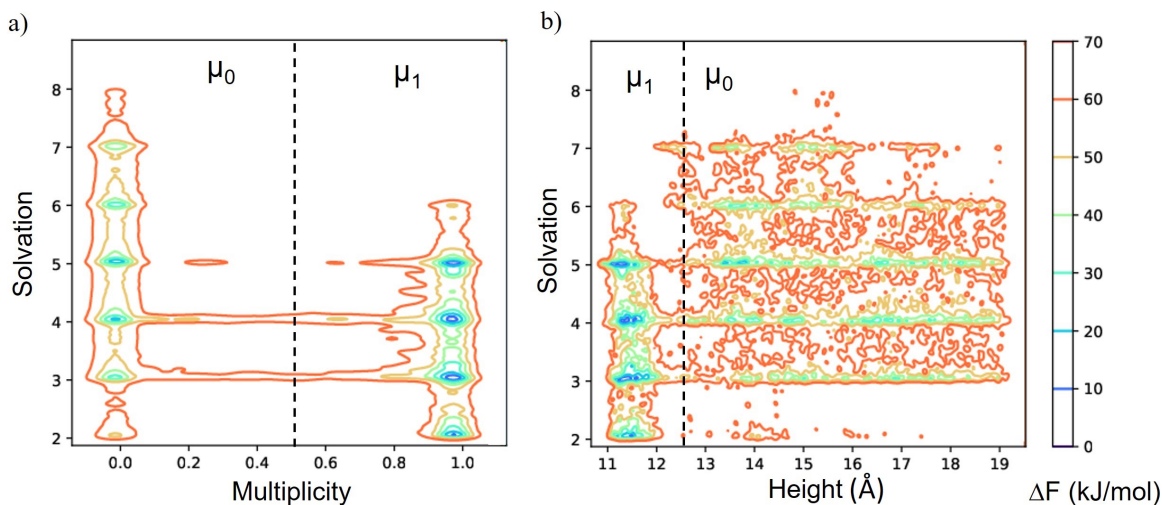 a)
μ₀
μ₁
Solvation
8
7
6
5
4
3
2
0.0 0.2 0.4 0.6 0.8 1.0
Multiplicity
b)
μ₁ μ₀
Solvation
8
7
6
5
4
3
2
11 12 13 14 15 16 17 18 19
Height (Å)
70
60
50
40
30
20
10
0
ΔF (kJ/mol)